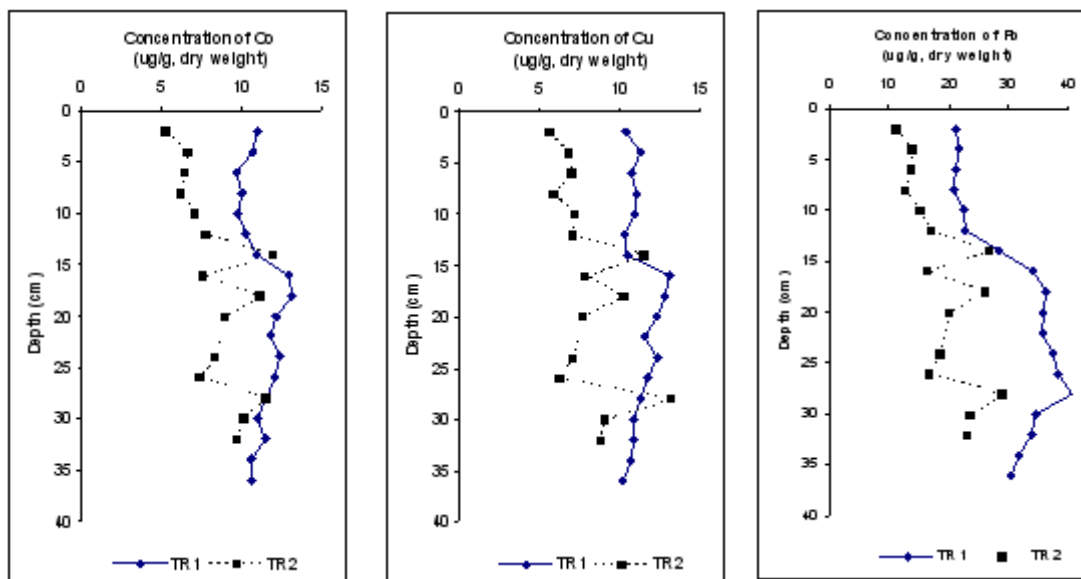 Concentration of Co
(ug/g, dry weight)
0 5 10 15
0
5
10
15
20
25
30
35
40
Depth (cm)
TR 1 TR 2
Concentration of Cu
(ug/g, dry weight)
0 5 10 15
0
5
10
15
20
25
30
35
40
Depth (cm)
TR 1 TR 2
Concentration of Pb
(ug/g, dry weight)
0 10 20 30 40
0
5
10
15
20
25
30
35
40
Depth (cm)
TR 1 TR 2